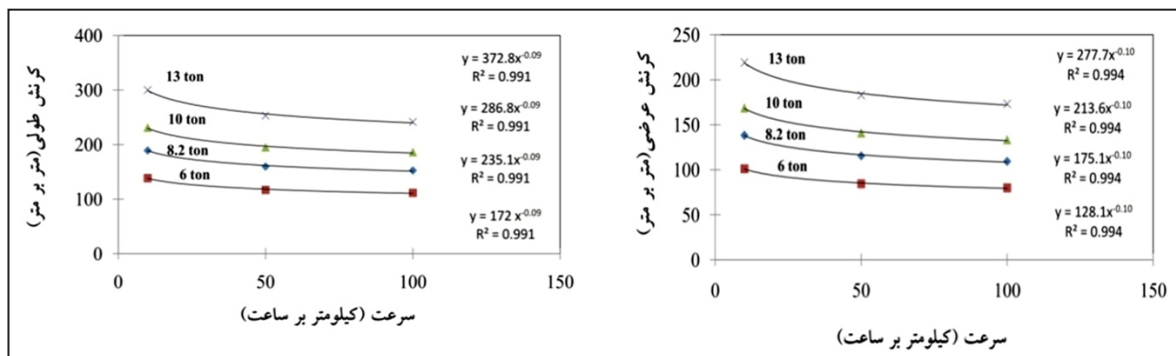 400
300
200
100
0
0
50
100
150
کرنش طولی(متر بر متر)
سرعت (کیلومتر بر ساعت)
13 ton
10 ton
8.2 ton
6 ton
y = 372.8x^-0.09
R² = 0.991
y = 286.8x^-0.09
R² = 0.991
y = 235.1x^-0.09
R² = 0.991
y = 172 x^-0.09
R² = 0.991
250
200
150
100
50
0
0
50
100
150
کرنش عرضی(متر بر متر)
سرعت (کیلومتر بر ساعت)
13 ton
10 ton
8.2 ton
6 ton
y = 277.7x^-0.10
R² = 0.994
y = 213.6x^-0.10
R² = 0.994
y = 175.1x^-0.10
R² = 0.994
y = 128.1x^-0.10
R² = 0.994